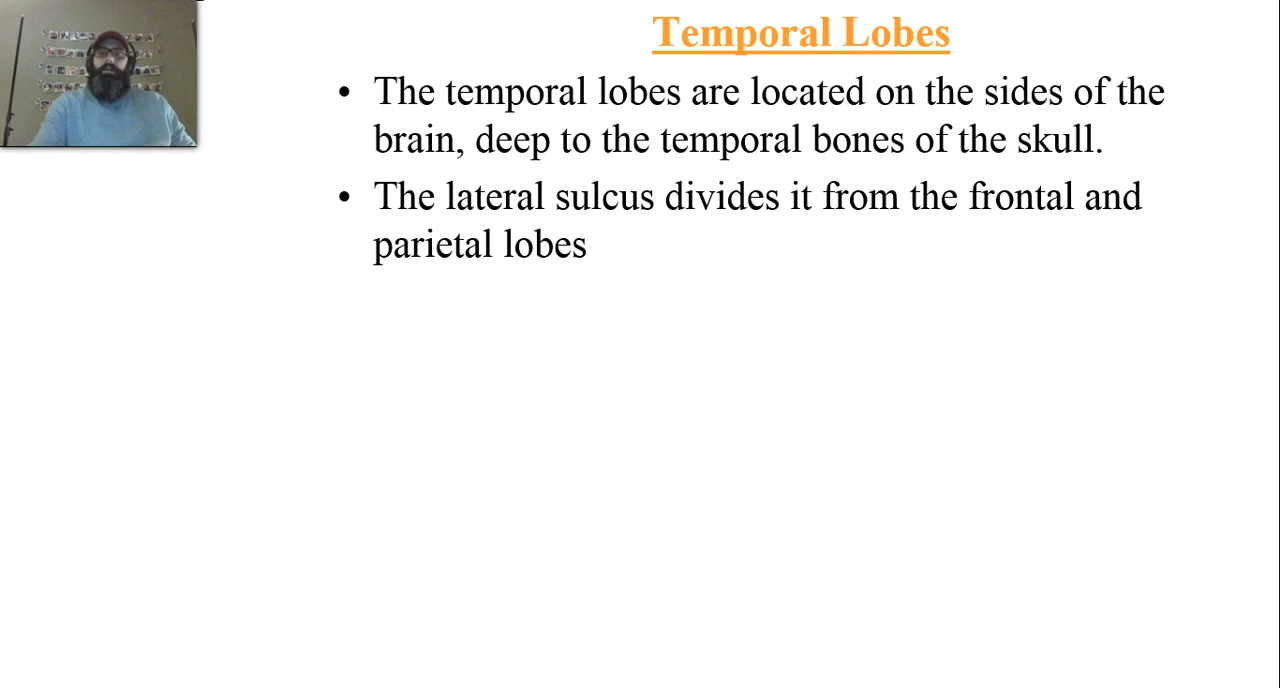 Temporal Lobes
• The temporal lobes are located on the sides of the
brain, deep to the temporal bones of the skull.
• The lateral sulcus divides it from the frontal and
parietal lobes